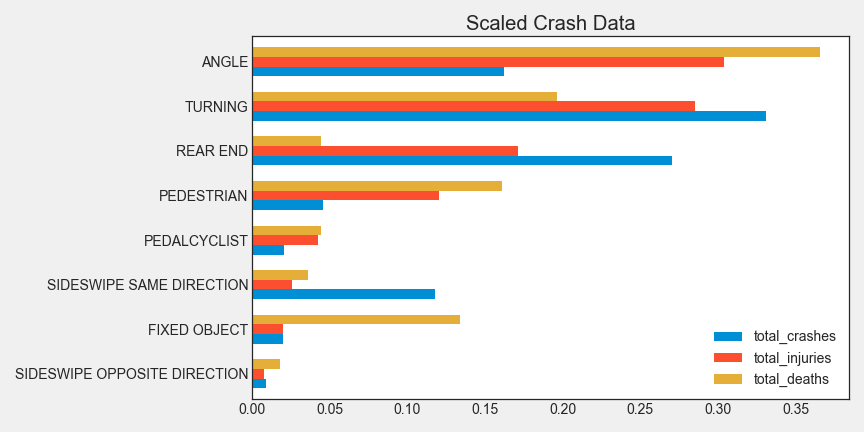 Scaled Crash Data
ANGLE
TURNING
REAR END
PEDESTRIAN
PEDALCYCLIST
SIDESWIPE SAME DIRECTION
FIXED OBJECT
SIDESWIPE OPPOSITE DIRECTION
total_crashes
total_injuries
total_deaths
0.00 0.05 0.10 0.15 0.20 0.25 0.30 0.35